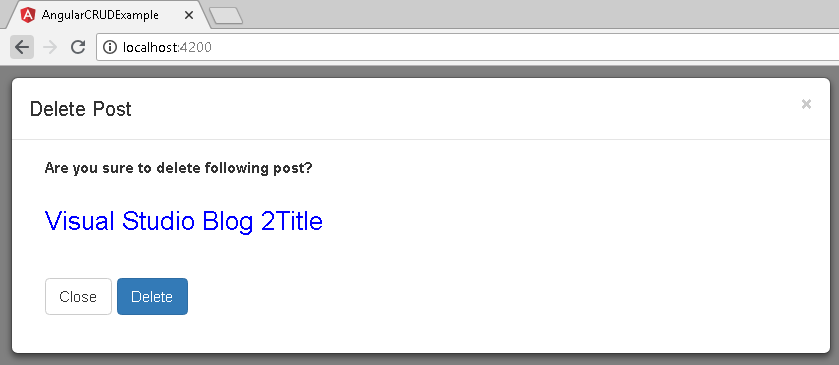 AngularCRUDExample
localhost:4200
Delete Post
×
Are you sure to delete following post?
Visual Studio Blog 2Title
Close Delete